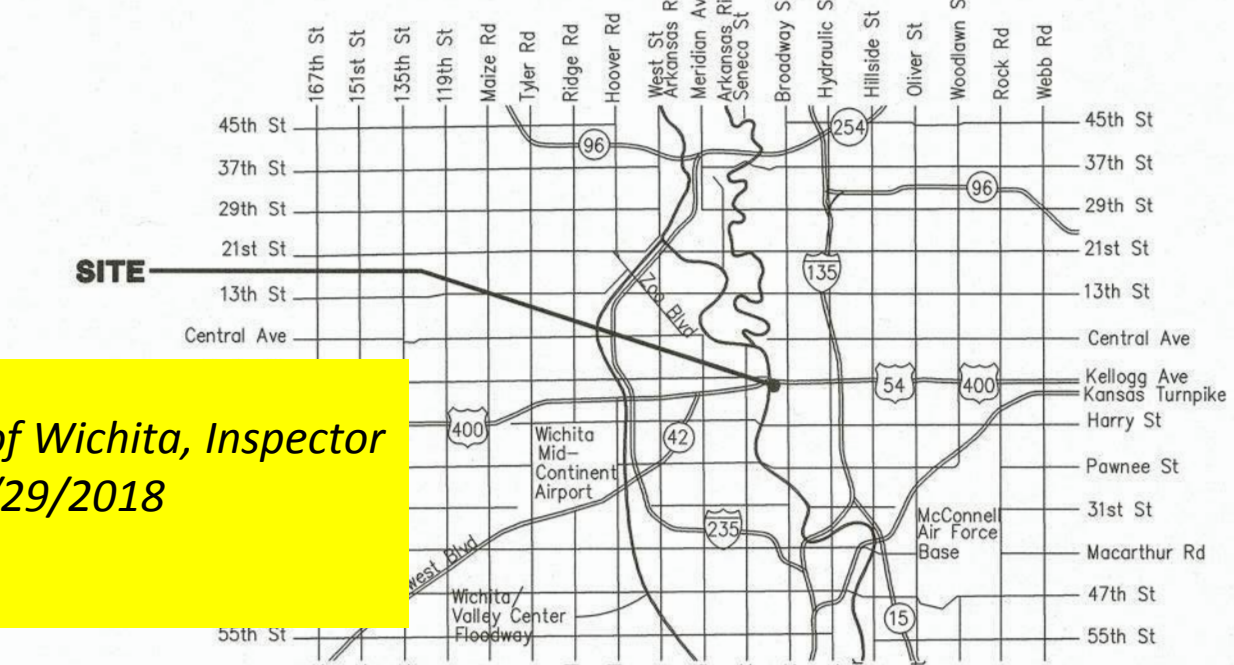 167th St
151st St
135th St
119th St
Maize Rd
Tyler Rd
Ridge Rd
Hoover Rd
West St
Arkansas
Meridian
Arkansas
Seneca St
Broadway
Hydraulic
Hillside St
Oliver St
Woodlawn
Rock Rd
Webb Rd
45th St
254
45th St
96
37th St
37th St
96
29th St
29th St
21st St
21st St
SITE
135
13th St
Zoo Blvd
13th St
Central Ave
Central Ave
54
400
Kellogg Ave
Kansas Turnpike
of Wichita, Inspector
/29/2018
400
42
Harry St
Wichita
Mid-
Continent
Airport
Pawnee St
31st St
235
McConnell
Air Force
Base
Macarthur Rd
west Blvd
Wichita/
Valley Center
Floodway
47th St
15
55th St
55th St